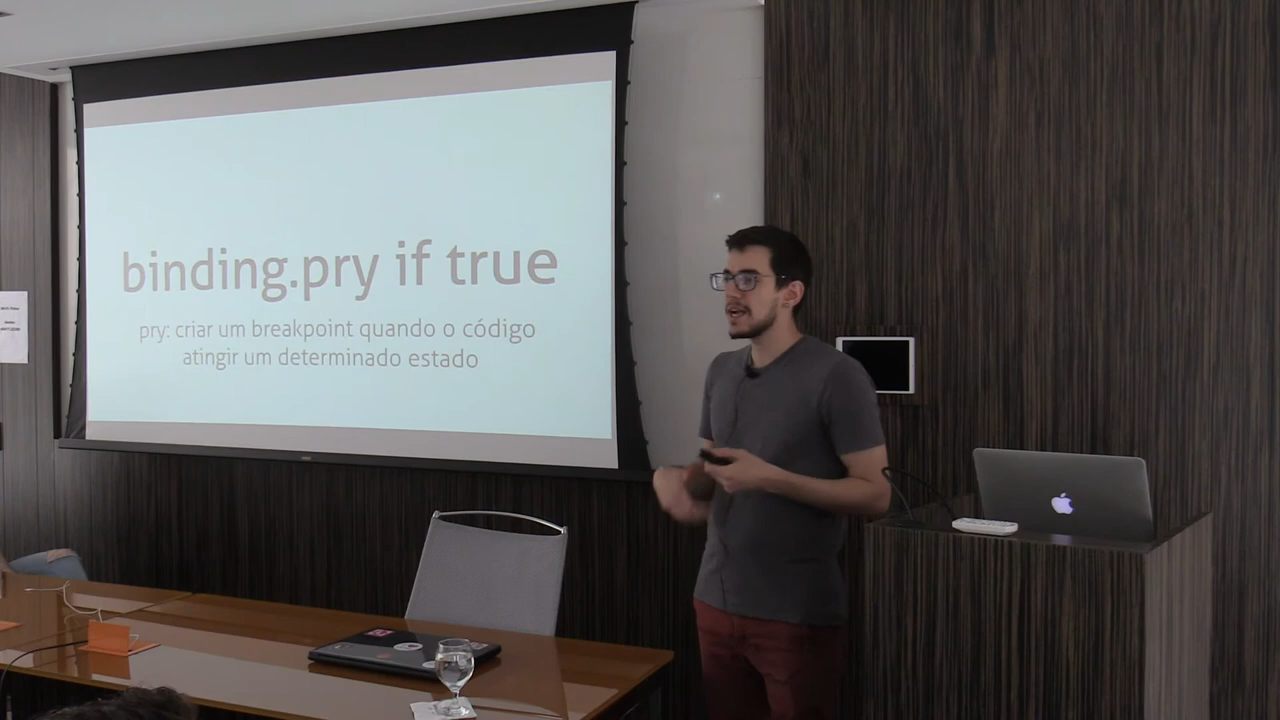 binding.pry if true
pry: criar um breakpoint quando o código
atingir um determinado estado